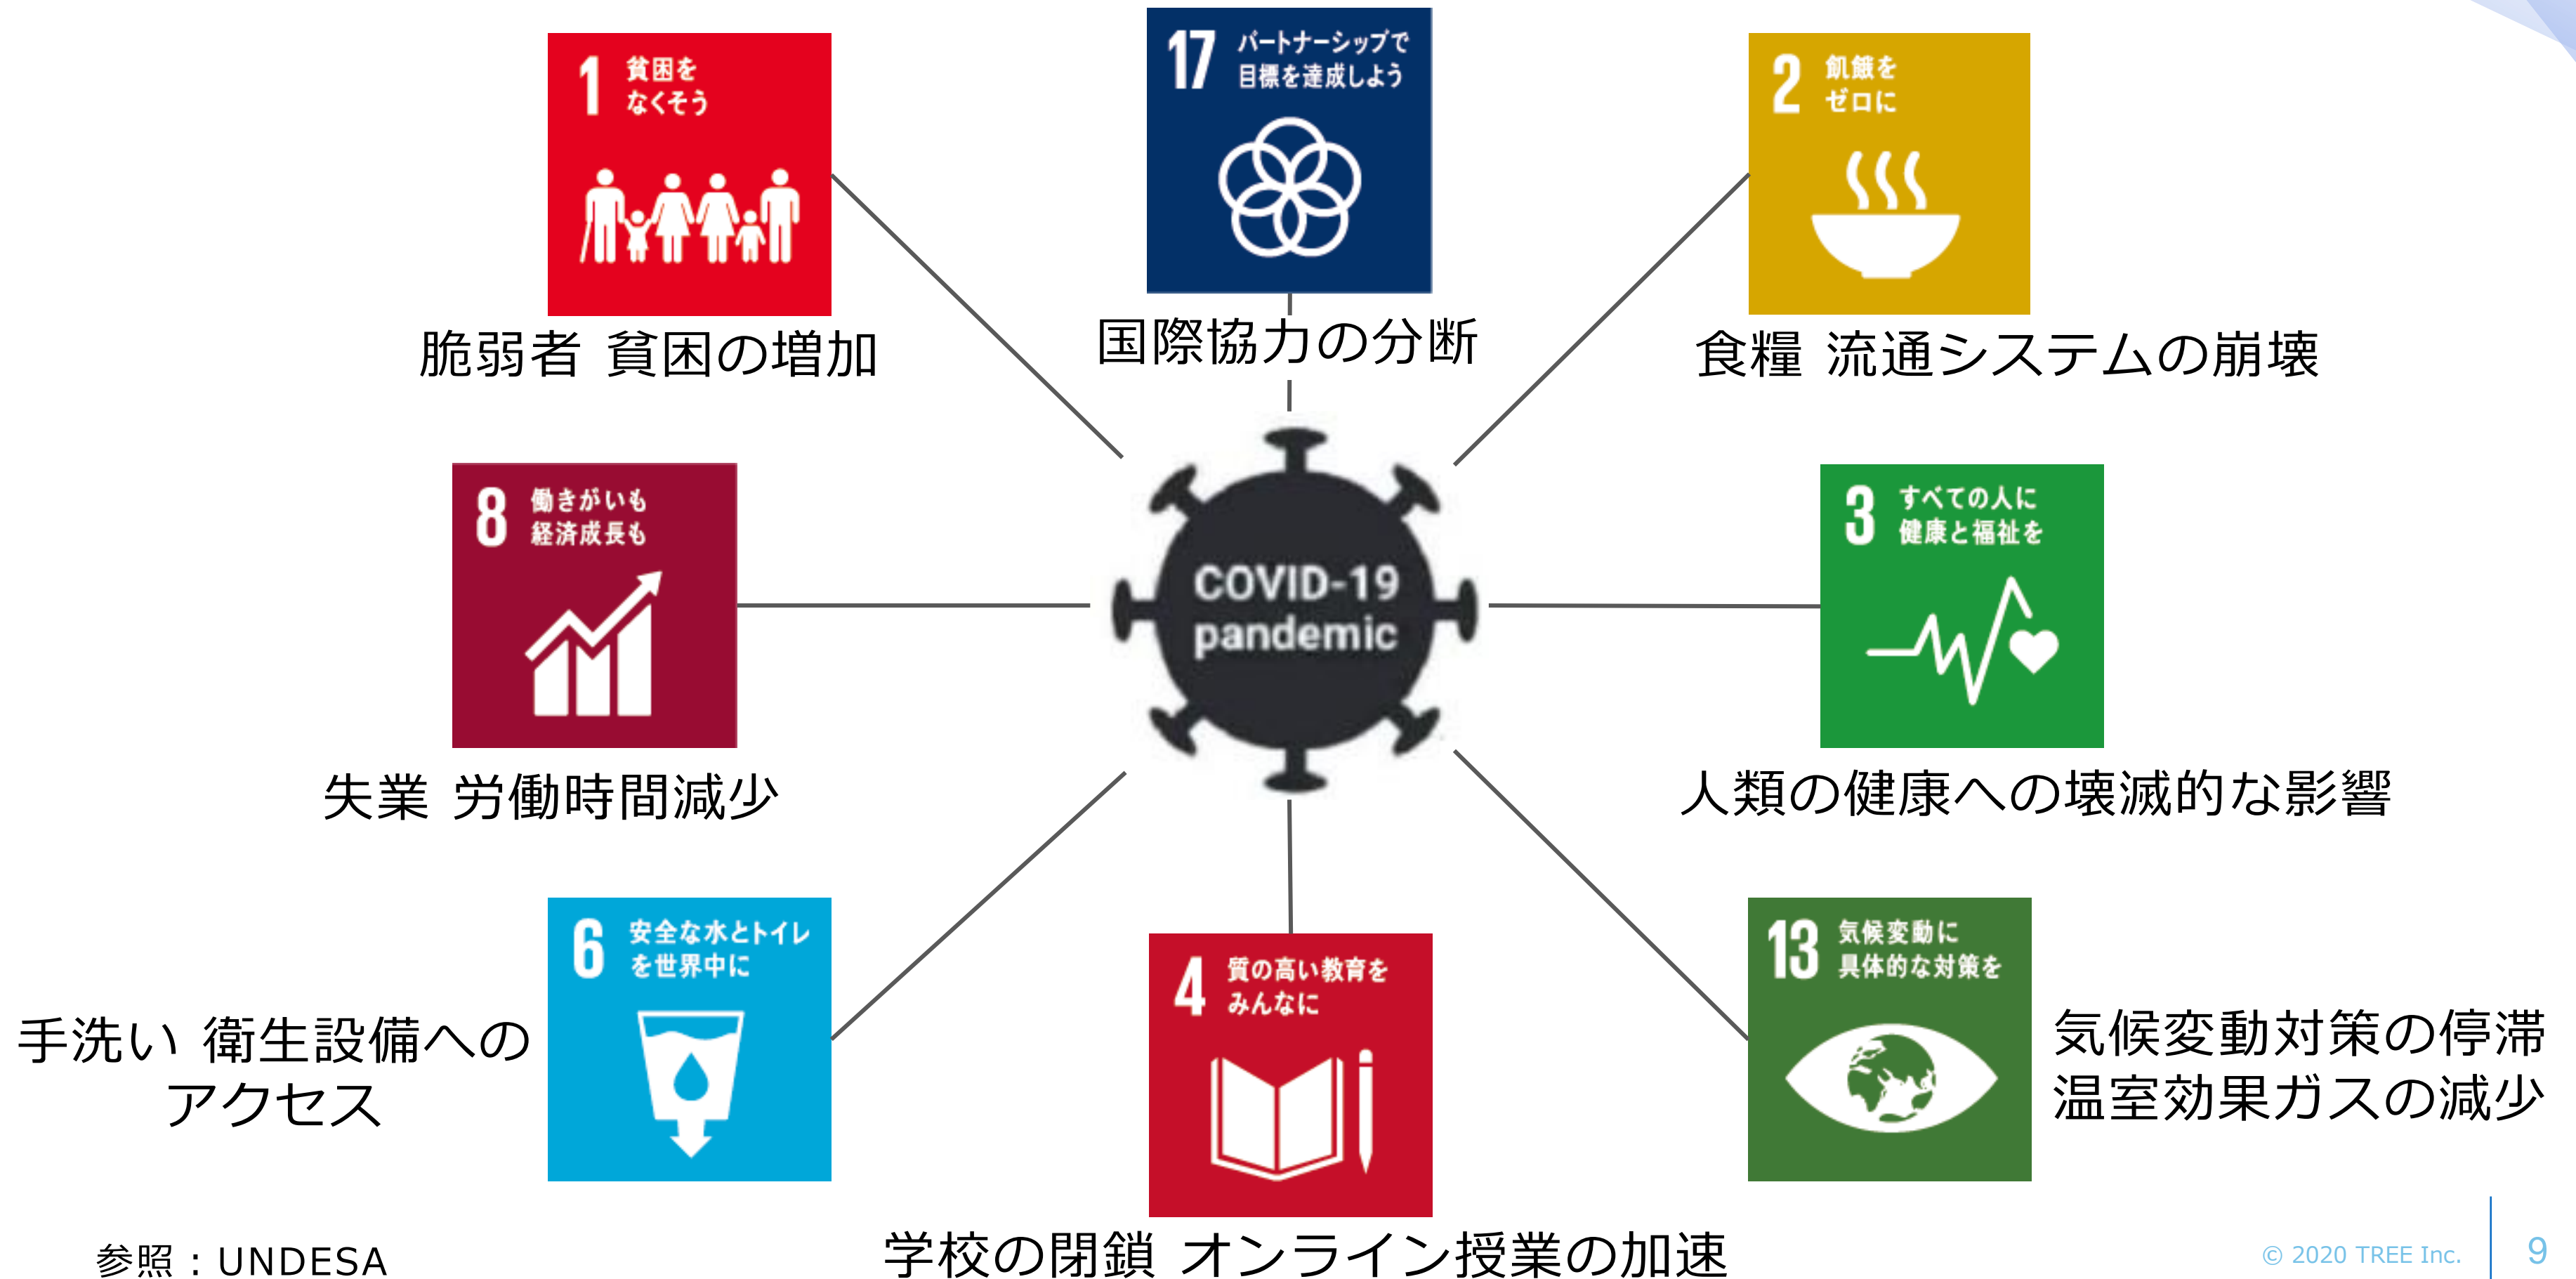 1 貧困を
なくそう
脆弱者 貧困の増加
17 パートナーシップで
目標を達成しよう
国際協力の分断
2 飢餓を
ゼロに
食糧 流通システムの崩壊
8 働きがいも
経済成長も
失業 労働時間減少
COVID-19
pandemic
3 すべての人に
健康と福祉を
人類の健康への壊滅的な影響
6 安全な水とトイレ
を世界中に
手洗い 衛生設備への
アクセス
4 質の高い教育を
みんなに
学校の閉鎖 オンライン授業の加速
13 気候変動に
具体的な対策を
気候変動対策の停滞
温室効果ガスの減少
参照：UNDESA
© 2020 TREE Inc.
9